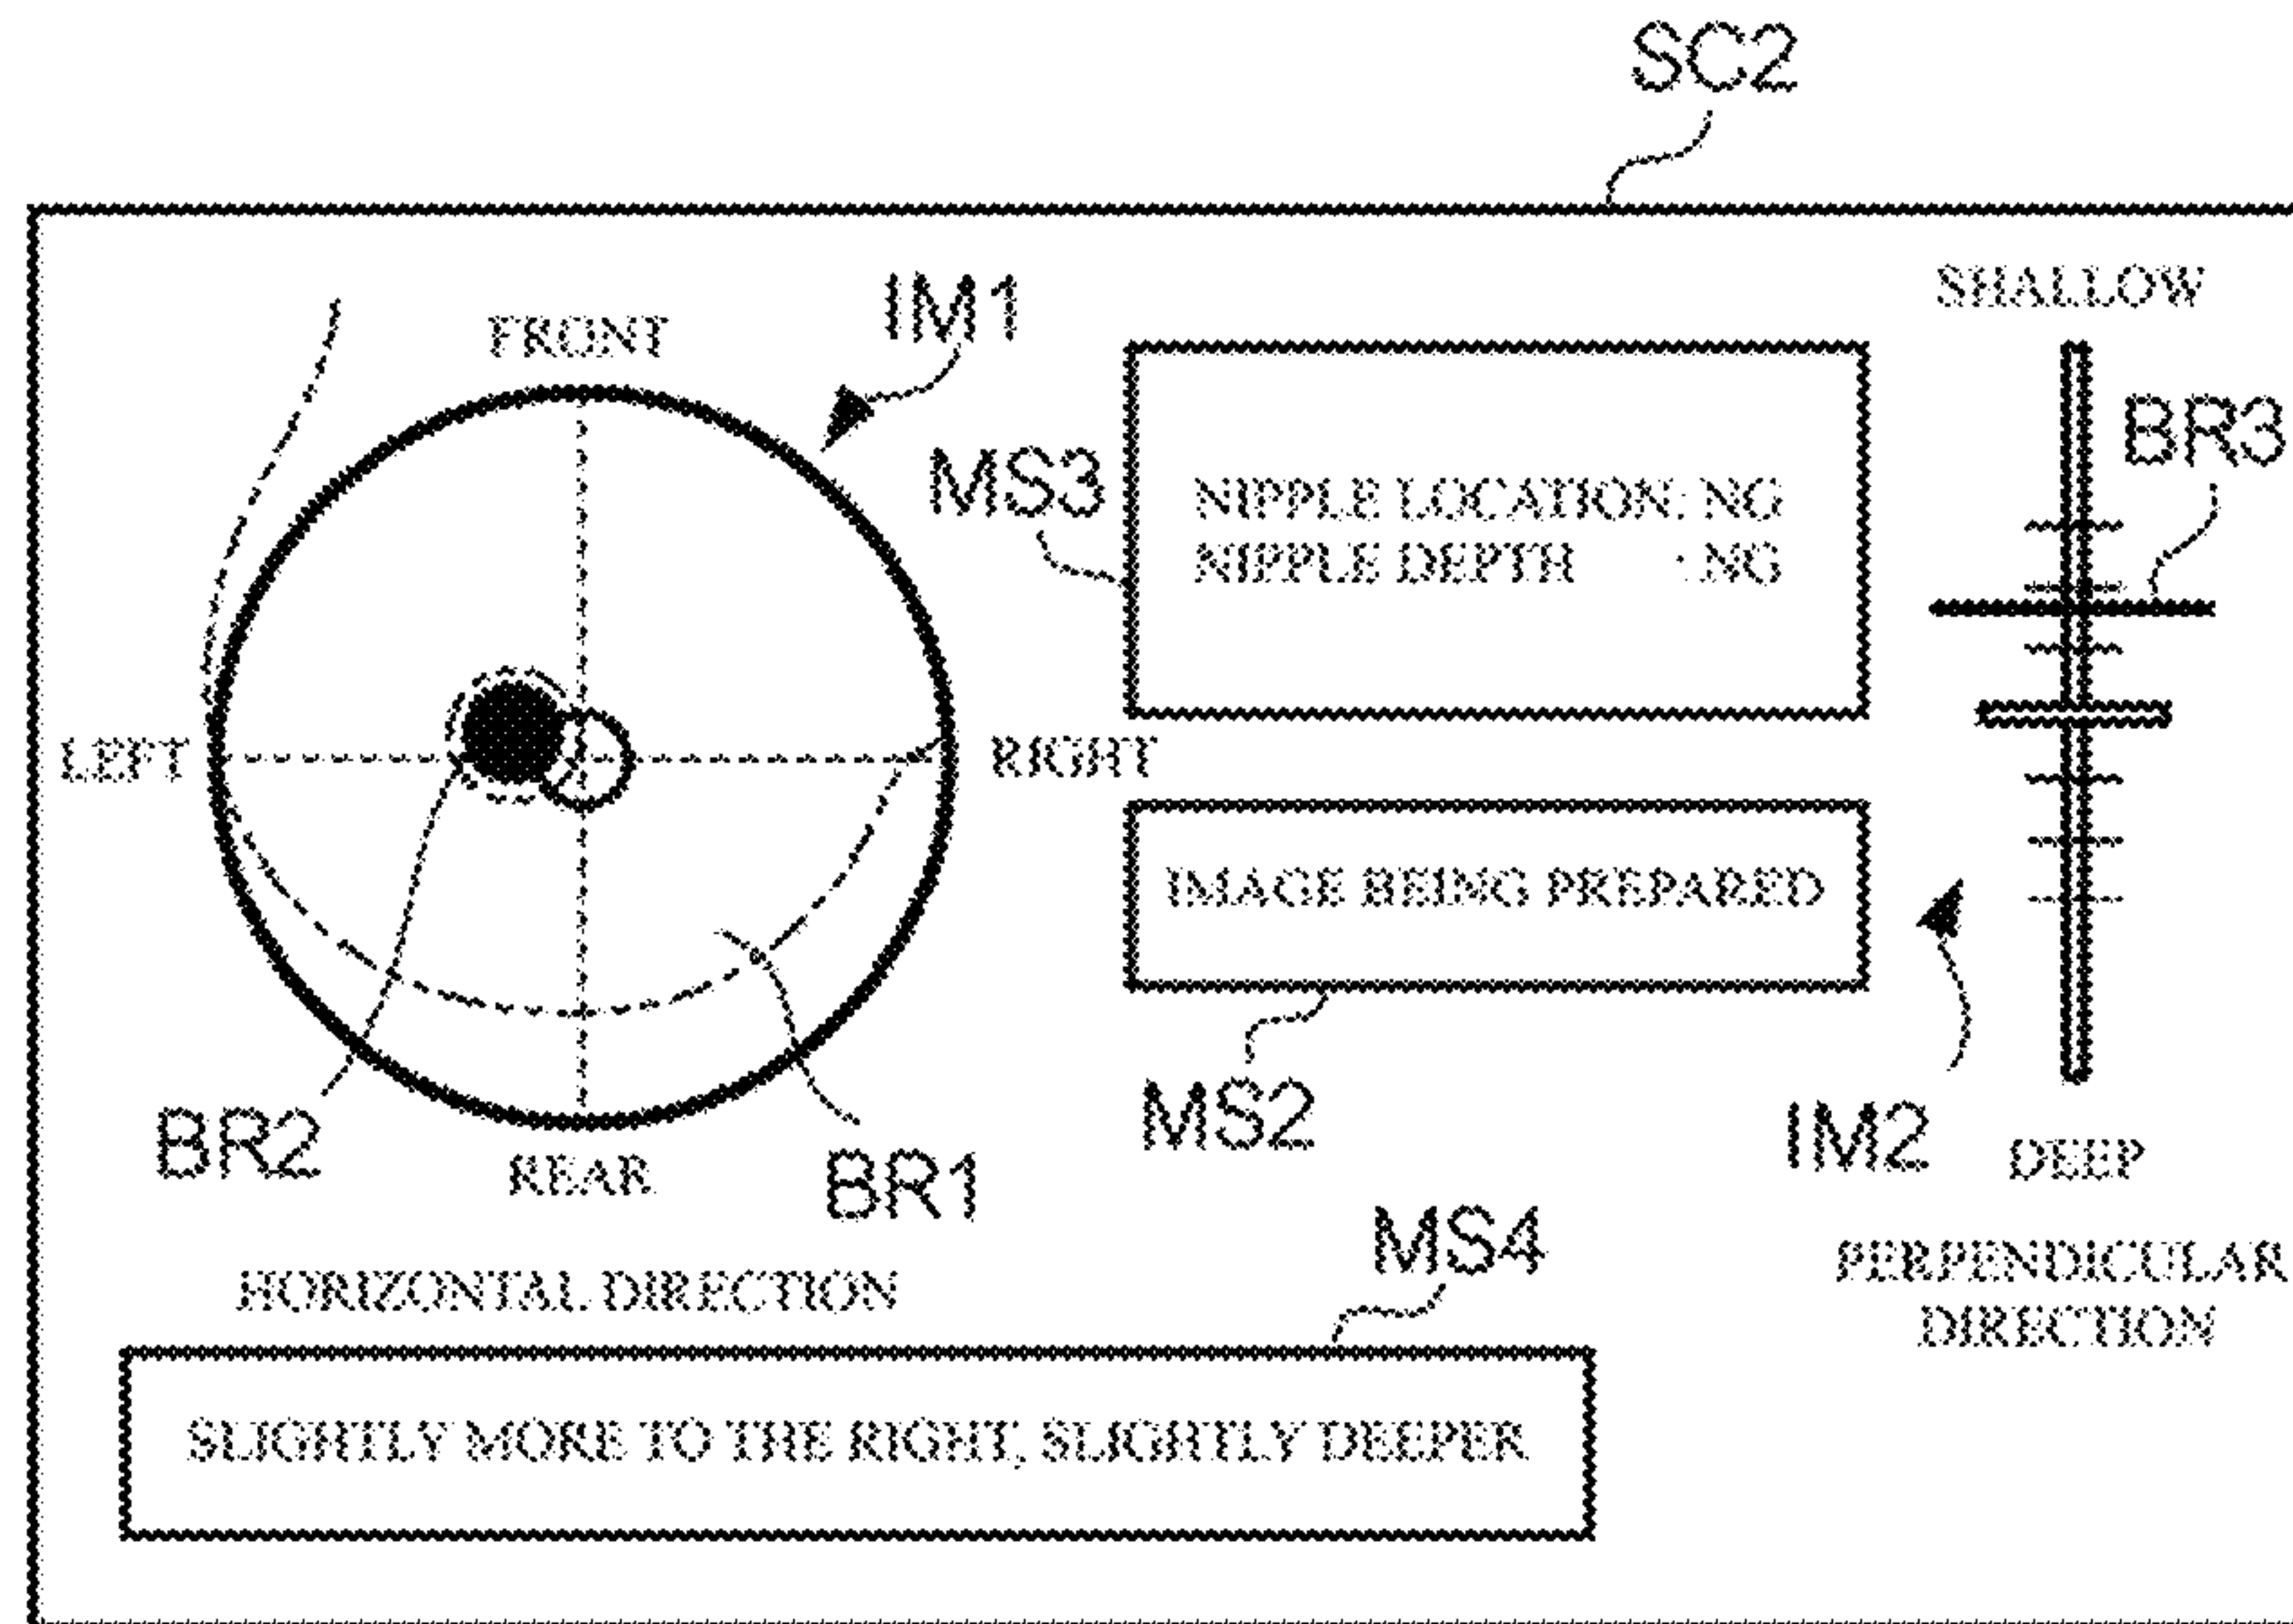 SC2
SHALLOW
IM1
FRONT
BR3
MS3
NIPPLE LOCATION: NG
NIPPLE DEPTH : NG
LEFT
RIGHT
IMAGE BEING PREPARED
MS2
BR2
REAR
BR1
IM2
DEEP
MS4
HORIZONTAL DIRECTION
PERPENDICULAR
DIRECTION
SLIGHTLY MORE TO THE RIGHT, SLIGHTLY DEEPER